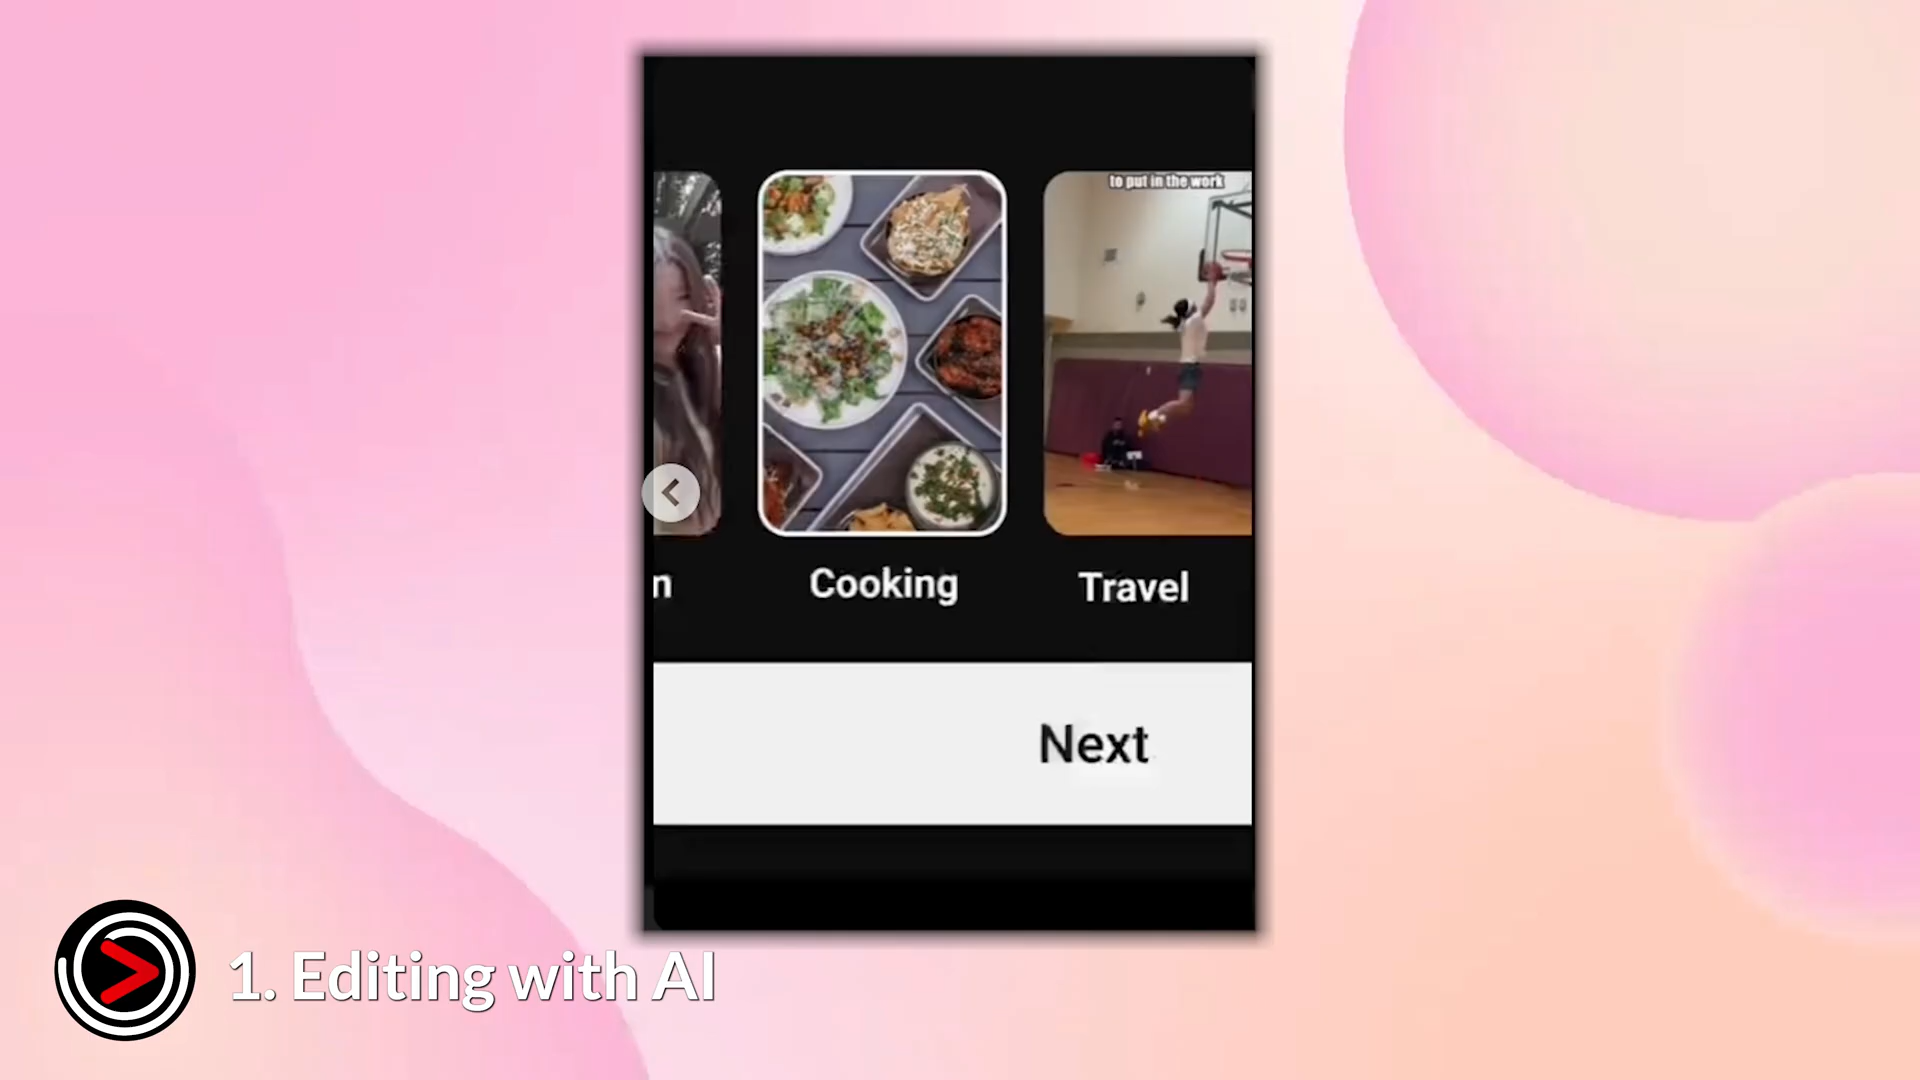 to put in the work
n
Cooking
Travel
Next
1. Editing with AI